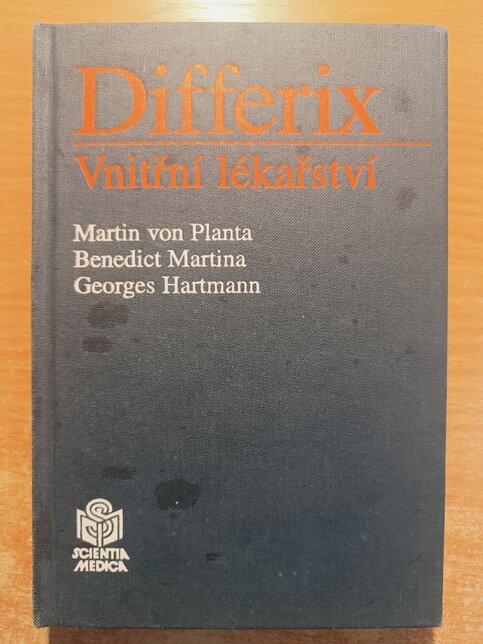 Differix
Vnitřní lékařství
Martin von Planta
Benedict Martina
Georges Hartmann
SCIENTIA
MEDICA